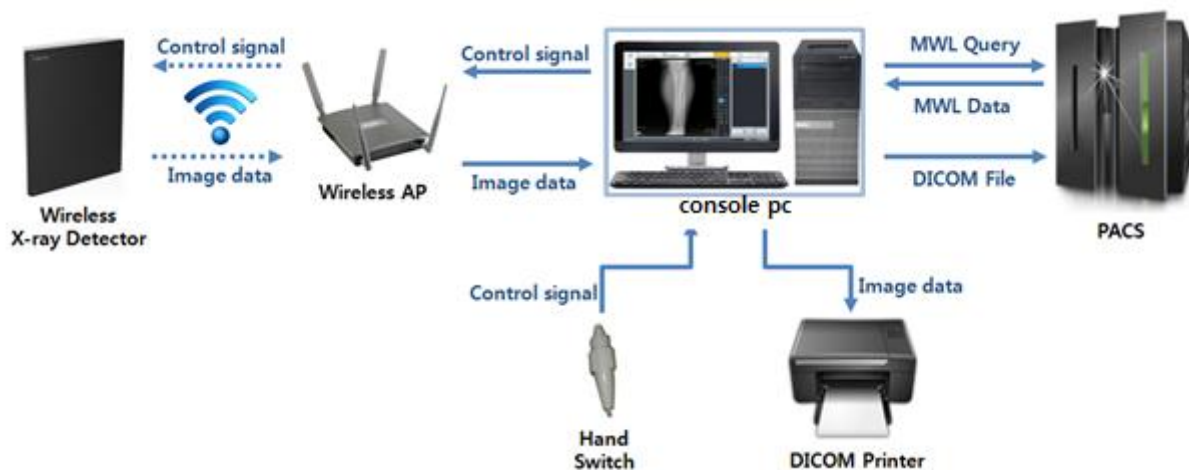 Control signal
Image data
Wireless
X-ray Detector
Wireless AP
Control signal
Image data
console pc
MWL Query
MWL Data
DICOM File
PACS
Control signal
Hand
Switch
Image data
DICOM Printer